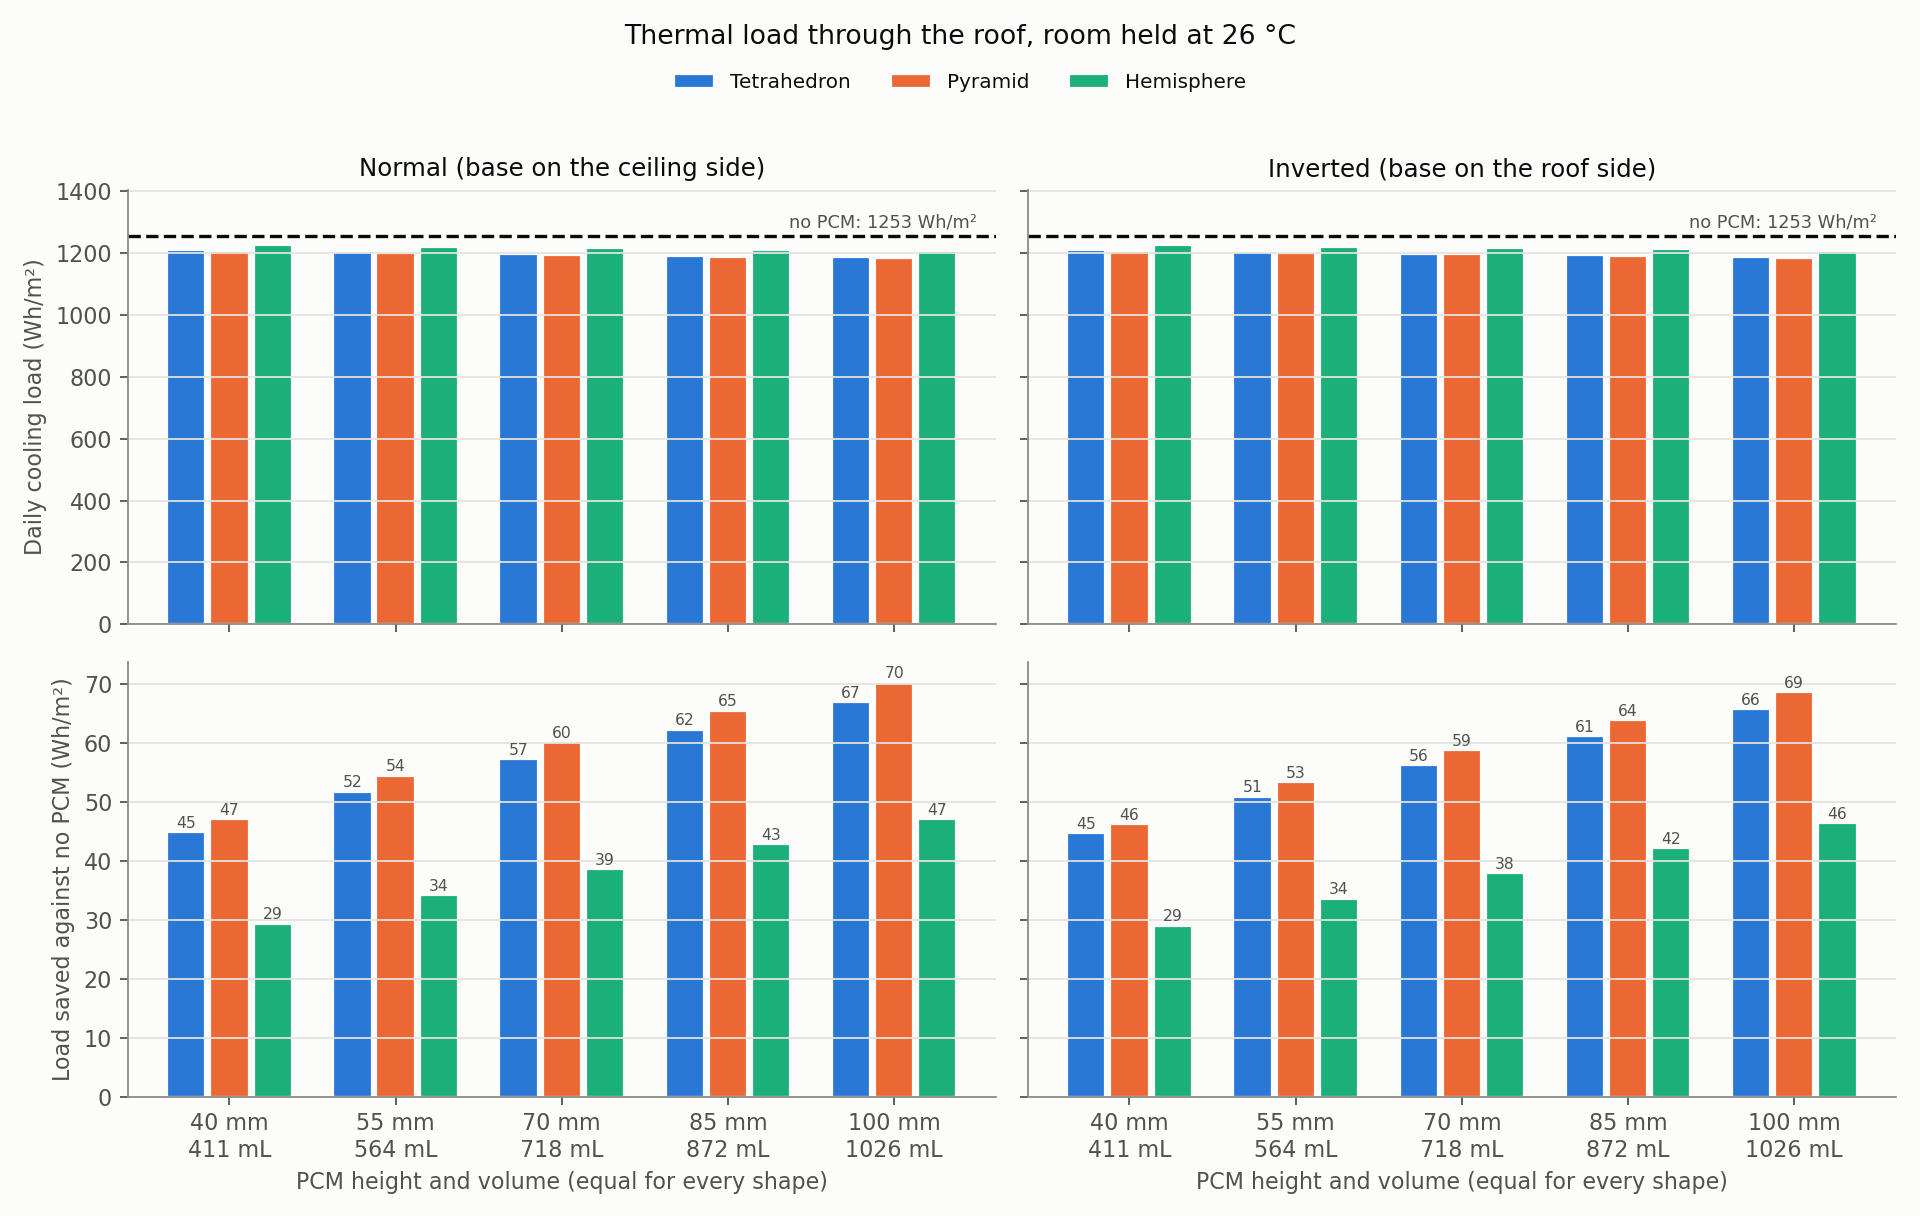 Thermal load through the roof, room held at 26 °C
Tetrahedron
Pyramid
Hemisphere
Normal (base on the ceiling side)
Daily cooling load (Wh/m²)
1400
1200
1000
800
600
400
200
0
no PCM: 1253 Wh/m²
Inverted (base on the roof side)
no PCM: 1253 Wh/m²
Load saved against no PCM (Wh/m²)
70
60
50
40
30
20
10
0
45
47
29
52
54
34
57
60
39
62
65
43
67
70
47
40 mm
411 mL
55 mm
564 mL
70 mm
718 mL
85 mm
872 mL
100 mm
1026 mL
PCM height and volume (equal for every shape)
45
46
29
51
53
34
56
59
38
61
64
42
66
69
46
40 mm
411 mL
55 mm
564 mL
70 mm
718 mL
85 mm
872 mL
100 mm
1026 mL
PCM height and volume (equal for every shape)